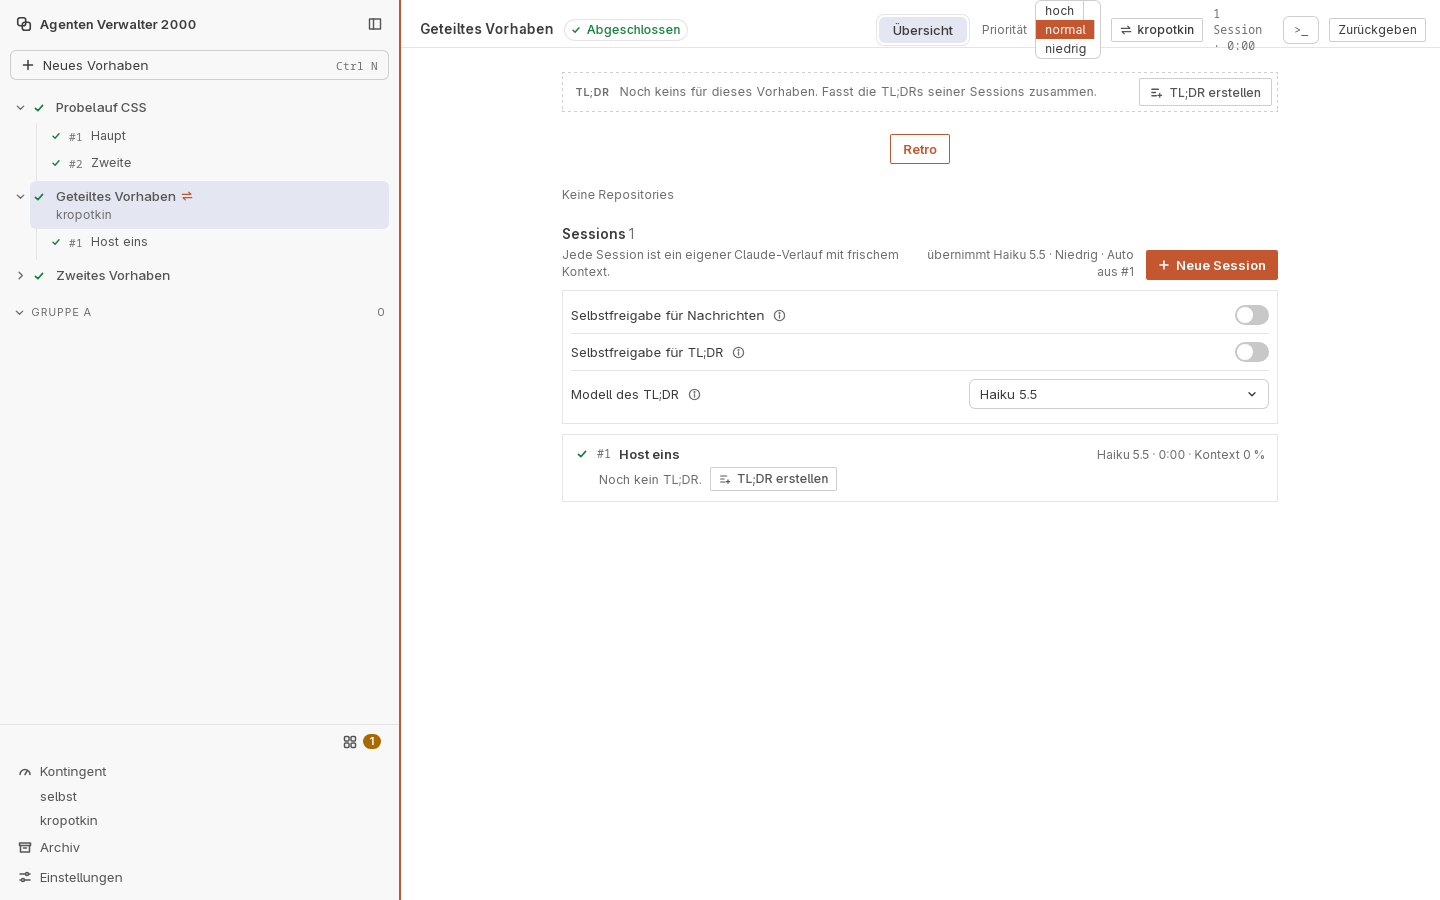 Agenten Verwalter 2000
Neues Vorhaben Ctrl N
Probelauf CSS
#1 Haupt
#2 Zweite
Geteiltes Vorhaben
kropotkin
#1 Host eins
Zweites Vorhaben
GRUPPE A 0
1
Kontingent
selbst
kropotkin
Archiv
Einstellungen
Geteiltes Vorhaben Abgeschlossen
Übersicht
Priorität
hoch
normal
niedrig
kropotkin
1
Session
· 0:00
>_
Zurückgeben
TL;DR Noch keins für dieses Vorhaben. Fasst die TL;DRs seiner Sessions zusammen. TL;DR erstellen
Retro
Keine Repositories
Sessions 1
Jede Session ist ein eigener Claude-Verlauf mit frischem
Kontext.
übernimmt Haiku 5.5 · Niedrig · Auto
aus #1
Neue Session
Selbstfreigabe für Nachrichten
Selbstfreigabe für TL;DR
Modell des TL;DR Haiku 5.5
#1 Host eins Haiku 5.5 · 0:00 · Kontext 0 %
Noch kein TL;DR. TL;DR erstellen